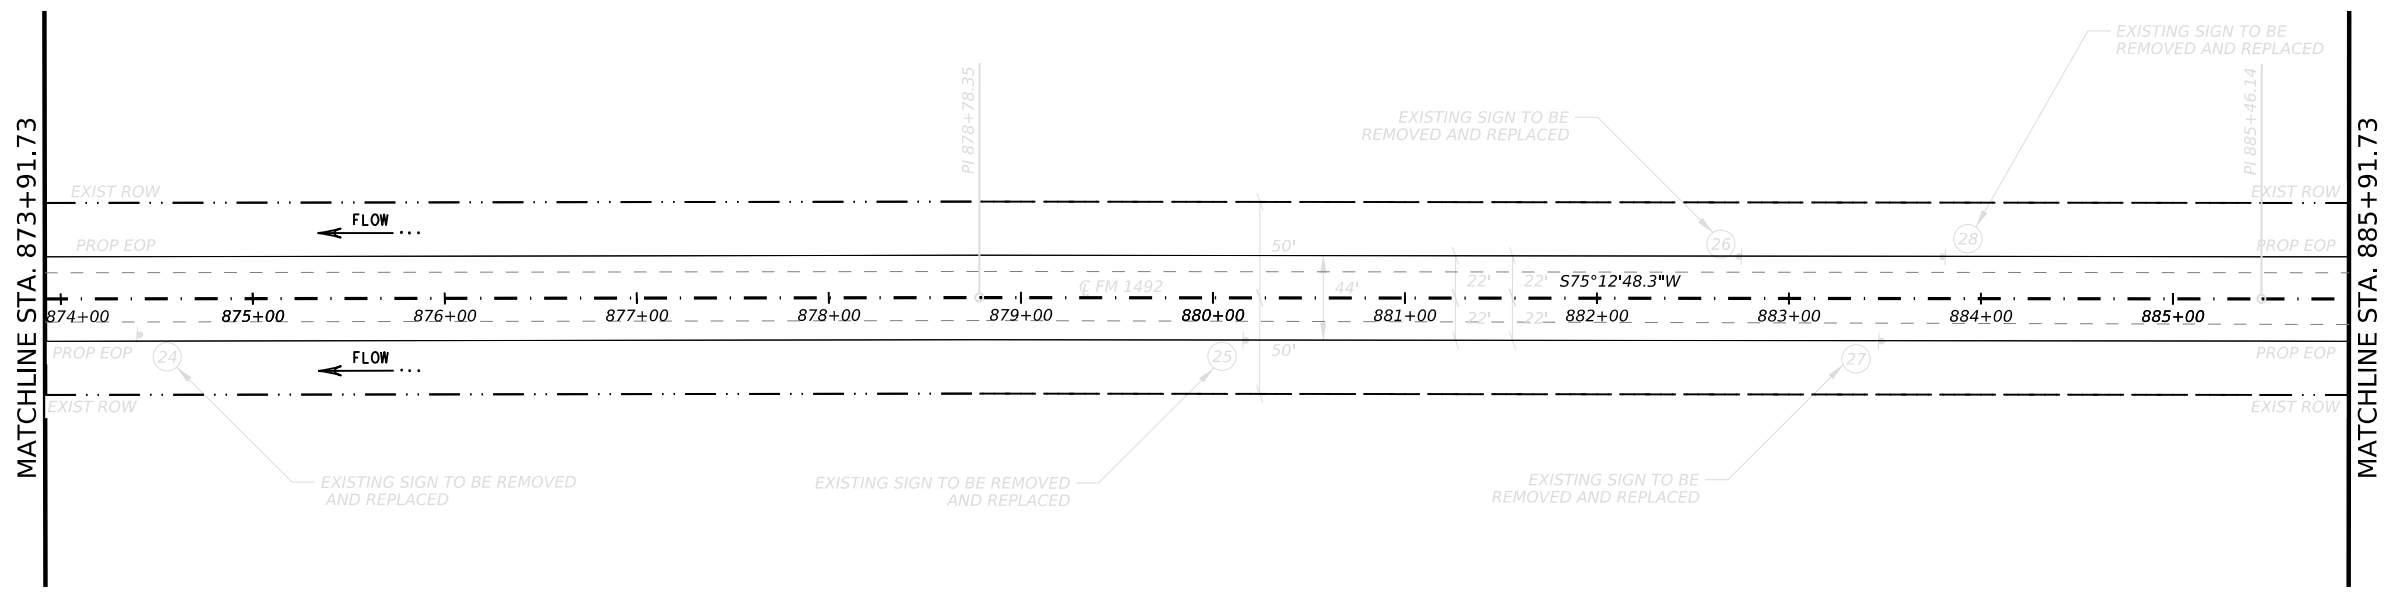 MATCHLINE STA. 873+91.73
EXISTING SIGN TO BE
REMOVED AND REPLACED
PI 878+78.35
PI 885+46.14
EXISTING SIGN TO BE
REMOVED AND REPLACED
EXIST ROW
EXIST ROW
FLOW
26
28
PROP EOP
50'
PROP EOP
℄ FM 1492
44'
22'
22'
S75°12'48.3"W
874+00
875+00
876+00
877+00
878+00
879+00
880+00
881+00
22'
22'
882+00
883+00
884+00
885+00
PROP EOP
24
FLOW
25
50'
27
PROP EOP
EXIST ROW
EXIST ROW
EXISTING SIGN TO BE REMOVED
AND REPLACED
EXISTING SIGN TO BE REMOVED
AND REPLACED
EXISTING SIGN TO BE
REMOVED AND REPLACED
MATCHLINE STA. 885+91.73